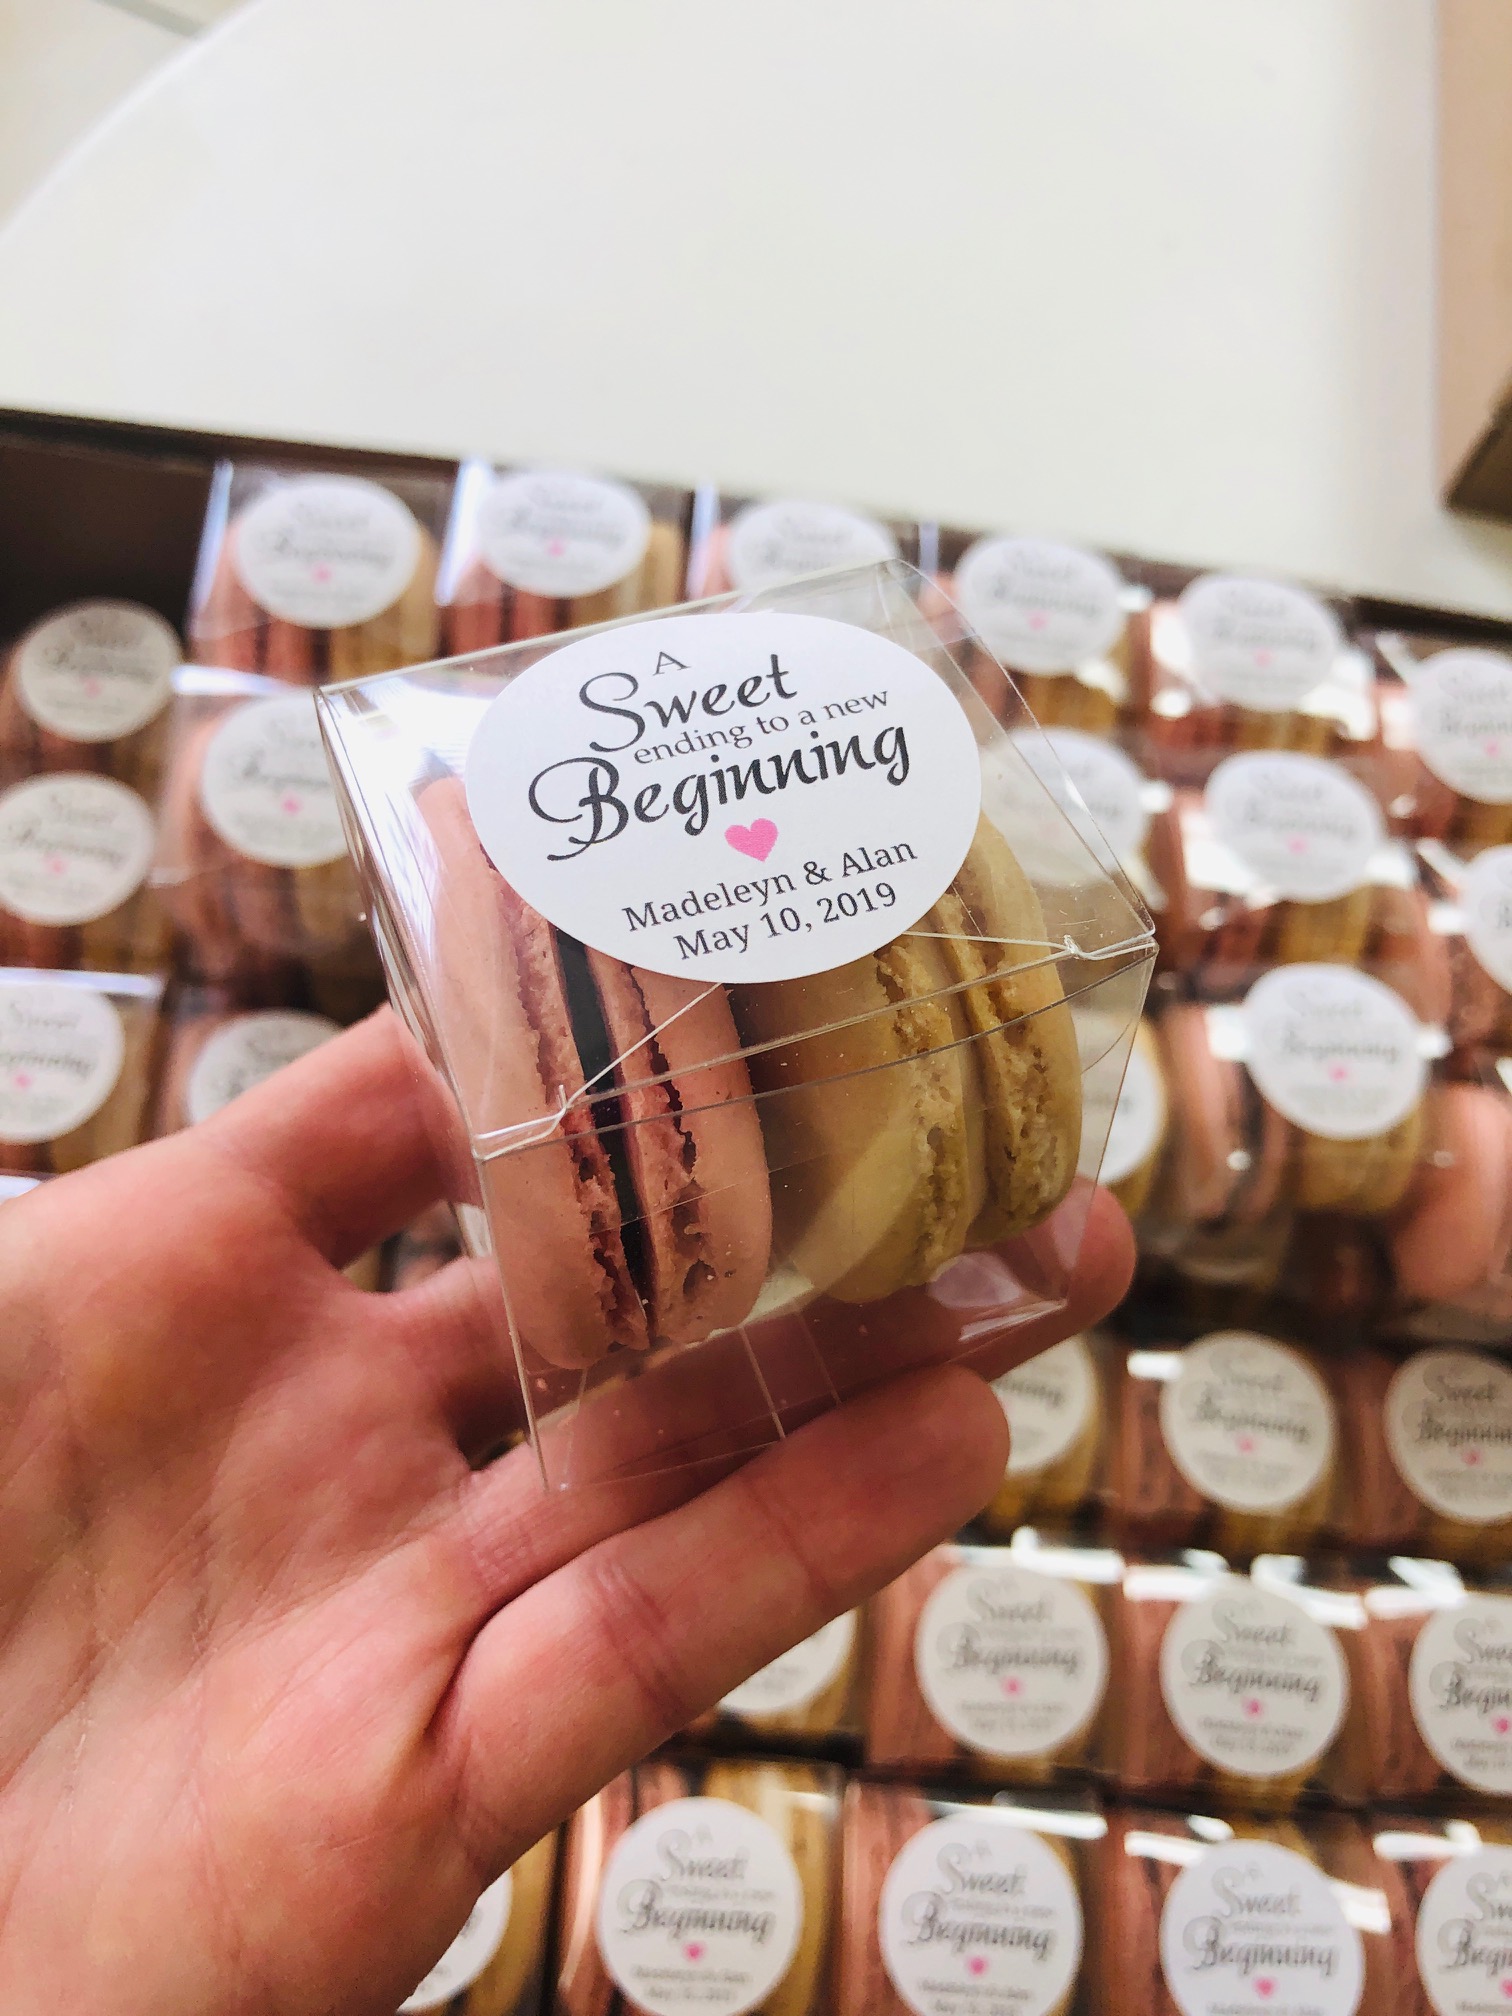 A
Sweet
ending to a new
Beginning
Madeleyn & Alan
May 10, 2019